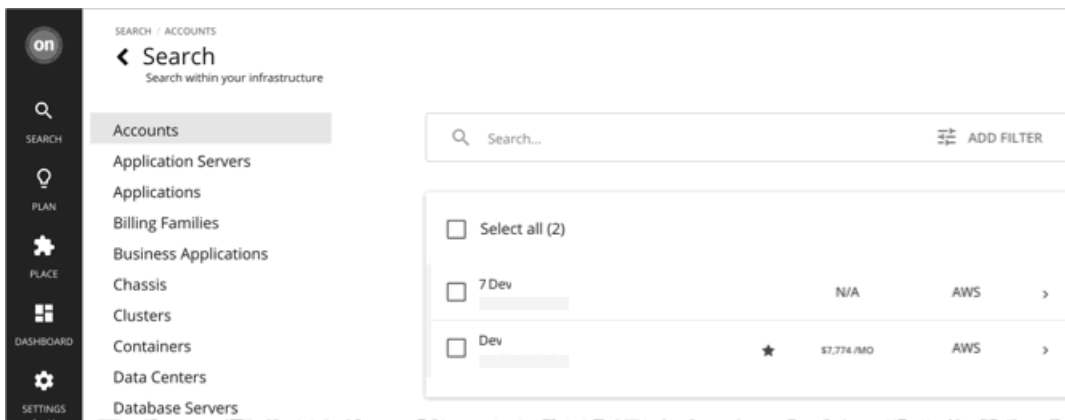 on
SEARCH
PLAN
PLACE
DASHBOARD
SETTINGS
SEARCH / ACCOUNTS
Search
Search within your infrastructure
Accounts
Application Servers
Applications
Billing Families
Business Applications
Chassis
Clusters
Containers
Data Centers
Database Servers
Search...
ADD FILTER
Select all (2)
7 Dev
N/A
AWS
Dev
$7,774 /MO
AWS